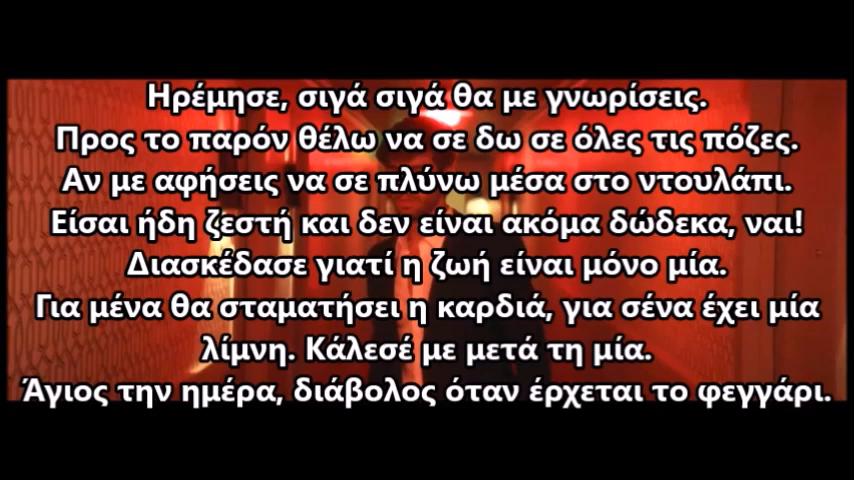 Ηρέμησε, σιγά σιγά θα με γνωρίσεις.
Προς το παρόν θέλω να σε δω σε όλες τις πόζες.
Αν με αφήσεις να σε πλύνω μέσα στο ντουλάπι.
Είσαι ήδη ζεστή και δεν είναι ακόμα δώδεκα, ναι!
Διασκέδασε γιατί η ζωή είναι μόνο μία.
Για μένα θα σταματήσει η καρδιά, για σένα έχει μία
λίμνη. Κάλεσέ με μετά τη μία.
Άγιος την ημέρα, διάβολος όταν έρχεται το φεγγάρι.